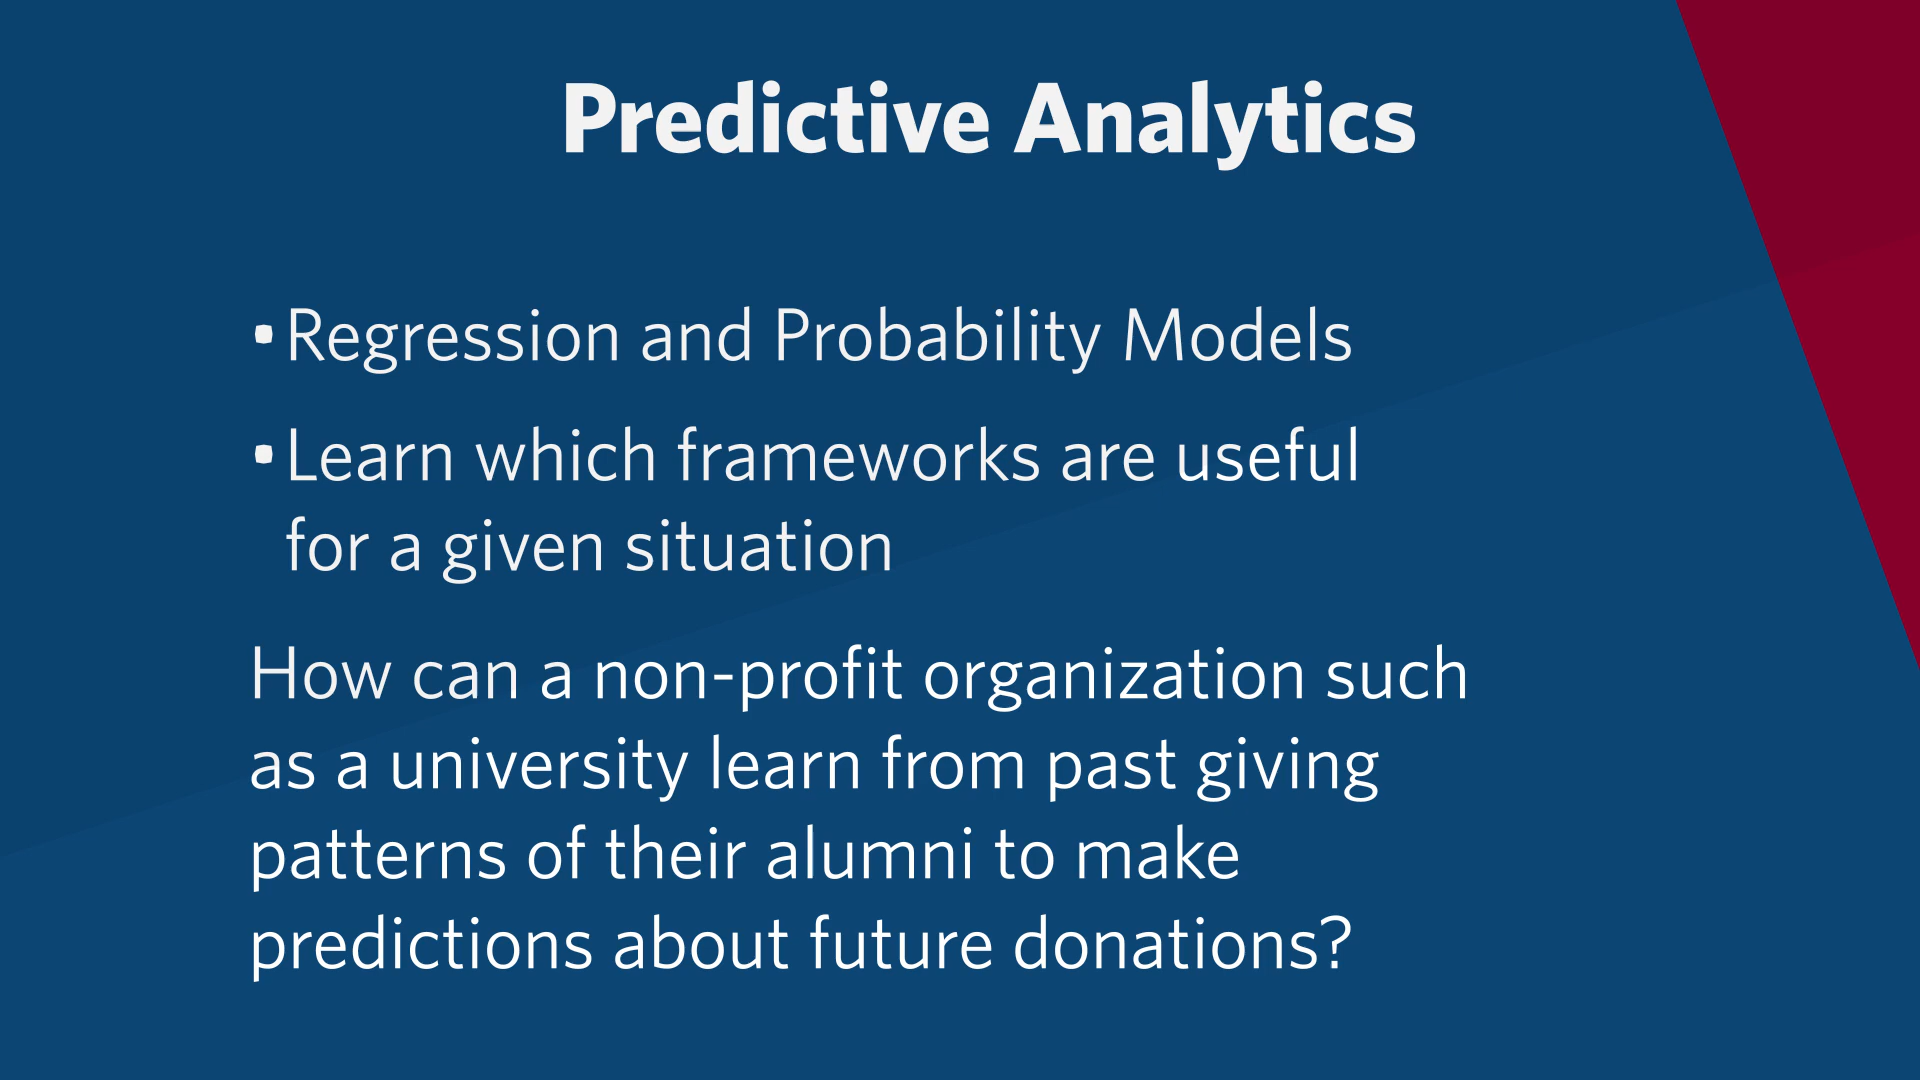 Predictive Analytics
• Regression and Probability Models
• Learn which frameworks are useful
for a given situation
How can a non-profit organization such
as a university learn from past giving
patterns of their alumni to make
predictions about future donations?